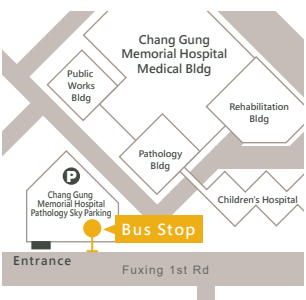 Chang Gung
Memorial Hospital
Medical Bldg
Public
Works
Bldg
Rehabilitation
Bldg
Pathology
Bldg
P
Chang Gung
Memorial Hospital
Pathology Sky Parking
Children's Hospital
Bus Stop
Entrance
Fuxing 1st Rd